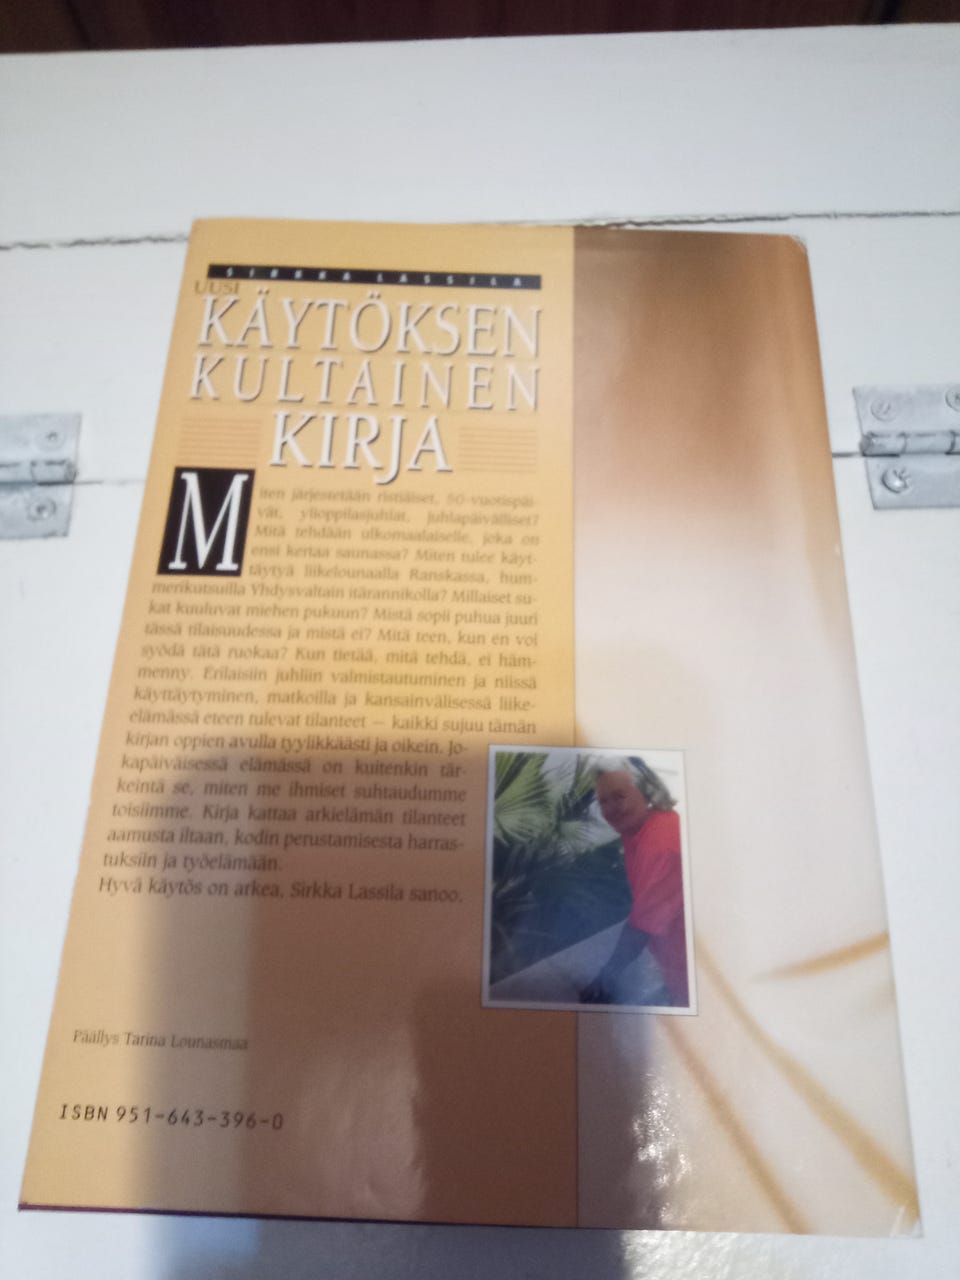 SIRKKA LASSILA
UUSI
KÄYTÖKSEN
KULTAINEN
KIRJA
Miten järjestetään ristiäiset, 50-vuotispäi-
vät, ylioppilasjuhlat, juhlapäivälliset?
Mitä tehdään ulkomaalaiselle, joka on
ensi kertaa saunassa? Miten tulee käyt-
täytyä liikelounaalla Ranskassa, hum-
merikutsuilla Yhdysvaltain itärannikolla? Millaiset su-
kat kuuluvat miehen pukuun? Mistä sopii puhua juuri
tässä tilaisuudessa ja mistä ei? Mitä teen, kun en voi
syödä tätä ruokaa? Kun tietää, mitä tehdä, ei häm-
menny. Erilaisiin juhliin valmistautuminen ja niissä
käyttäytyminen, matkoilla ja kansainvälisessä liike-
elämässä eteen tulevat tilanteet — kaikki sujuu tämän
kirjan oppien avulla tyylikkäästi ja oikein. Jo-
kapäiväisessä elämässä on kuitenkin tär-
keintä se, miten me ihmiset suhtaudumme
toisiimme. Kirja kattaa arkielämän tilanteet
aamusta iltaan, kodin perustamisesta harras-
tuksiin ja työelämään.
Hyvä käytös on arkea, Sirkka Lassila sanoo.
Päällys Tarina Lounasmaa
ISBN 951-643-396-0